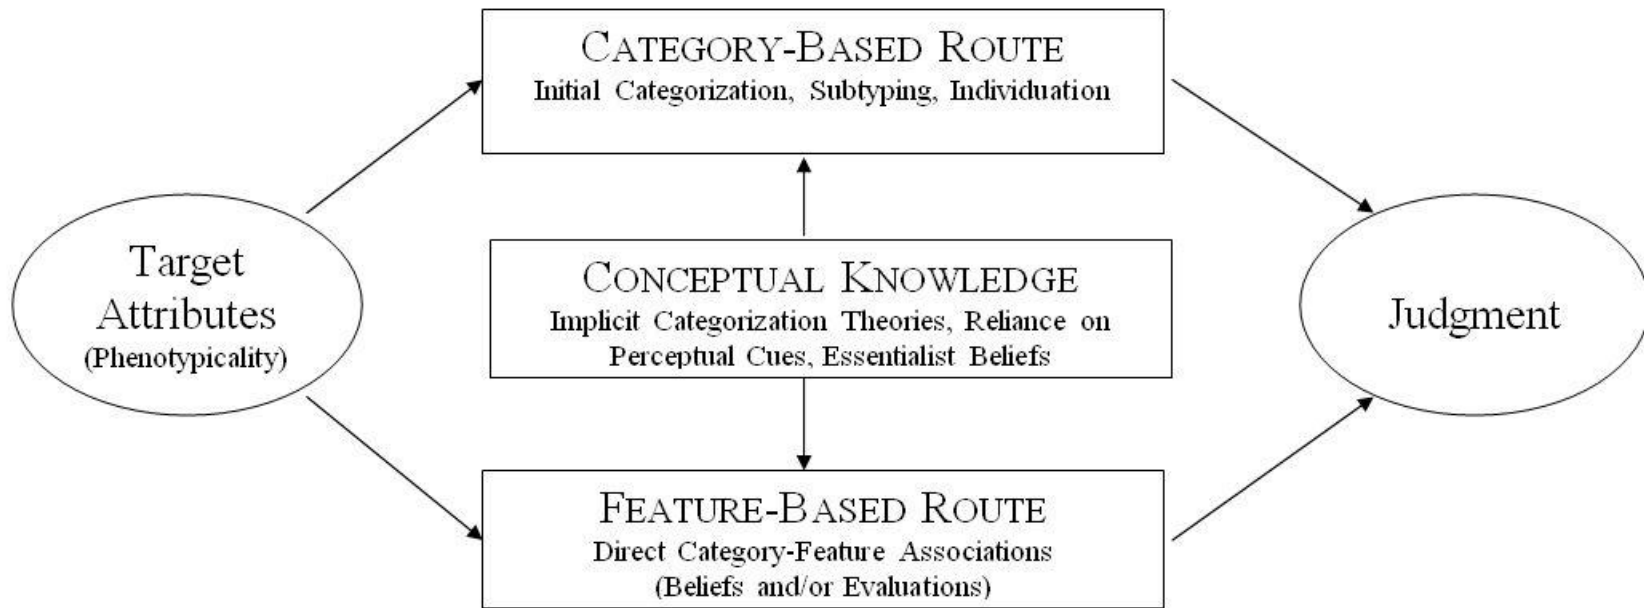 CATEGORY-BASED ROUTE
Initial Categorization, Subtyping, Individuation
Target
Attributes
(Phenotypicality)
CONCEPTUAL KNOWLEDGE
Implicit Categorization Theories, Reliance on
Perceptual Cues, Essentialist Beliefs
Judgment
FEATURE-BASED ROUTE
Direct Category-Feature Associations
(Beliefs and/or Evaluations)